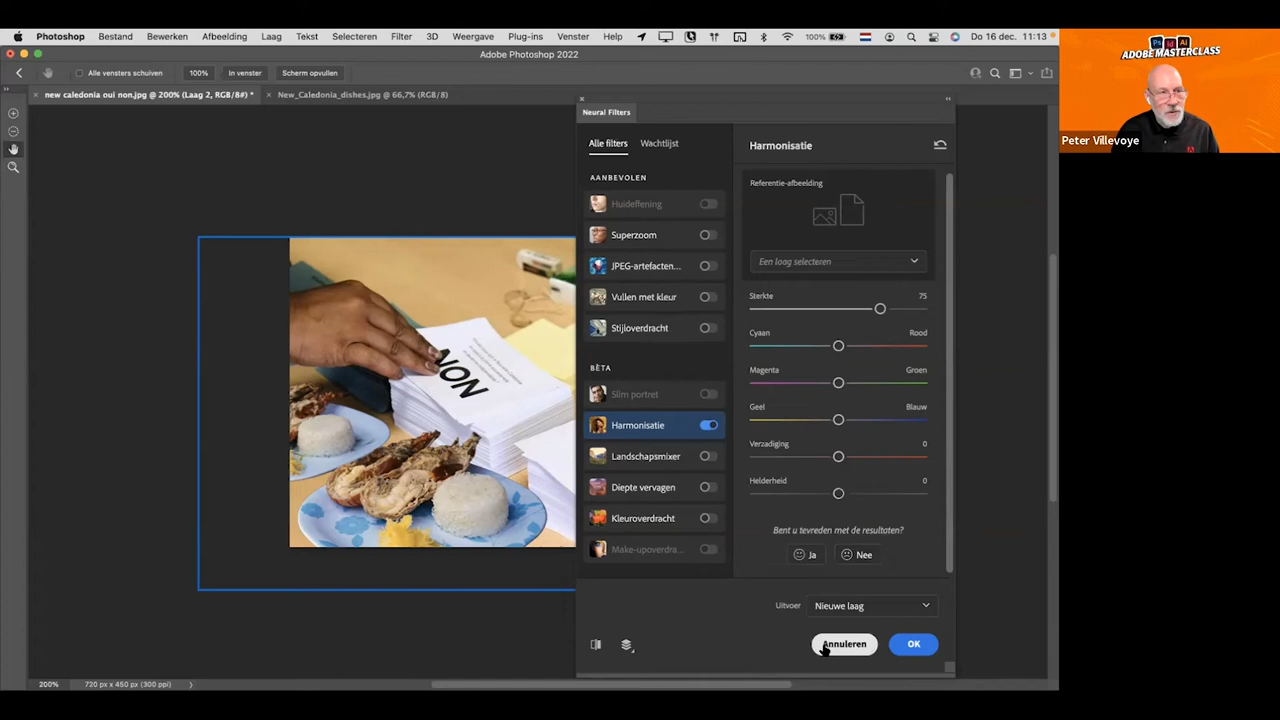 Photoshop Bestand Bewerken Afbeelding Laag Tekst Selecteren Filter 3D Weergave Plug-ins Venster Help 100% Do 16 dec. 11:13
Adobe Photoshop 2022
Alle vensters schuiven 100% In venster Scherm opvullen
new caledonia oui non.jpg @ 200% (Laag 2, RGB/8#) * New_Caledonia_dishes.jpg @ 66,7% (RGB/8)
Neural Filters
Alle filters Wachtlijst
Harmonisatie
AANBEVOLEN
Referentie-afbeelding
Huideffening
Superzoom
Een laag selecteren
JPEG-artefacten...
Vullen met kleur
Sterkte 75
Stijloverdracht
Cyaan Rood
BÈTA
Magenta Groen
Slim portret
Geel Blauw
Harmonisatie
Verzadiging 0
Landschapsmixer
Helderheid 0
Diepte vervagen
Kleuroverdracht
Bent u tevreden met de resultaten?
Make-upoverdra...
Ja Nee
Uitvoer Nieuwe laag
Annuleren OK
200% 720 px x 450 px (300 ppi)
NON
Ps Id Ai
ADOBE MASTERCLASS
Peter Villevoye